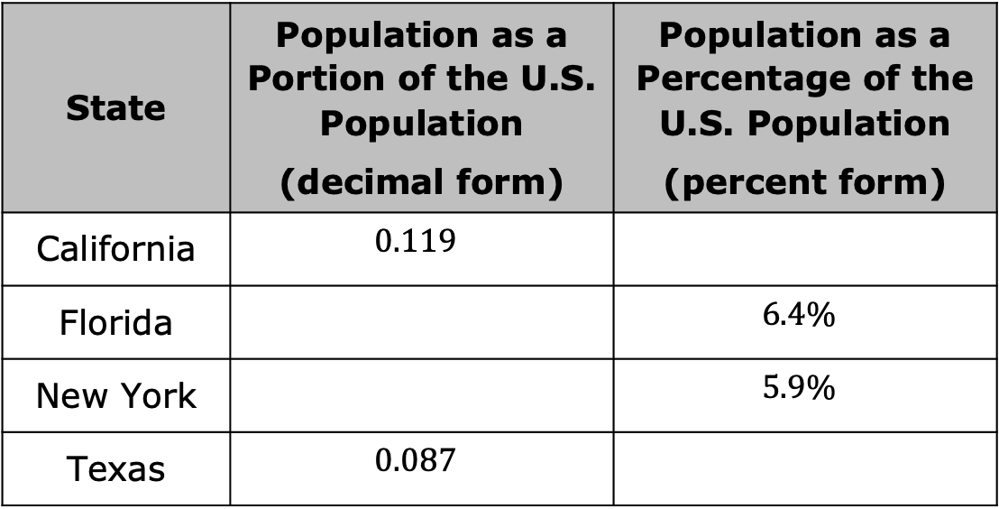 State
Population as a
Portion of the U.S.
Population
(decimal form)
Population as a
Percentage of the
U.S. Population
(percent form)
California
0.119
Florida
6.4%
New York
5.9%
Texas
0.087